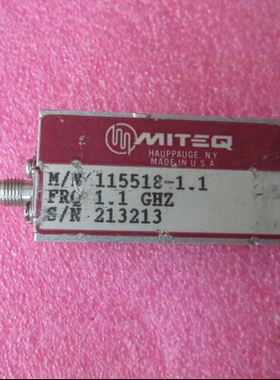 MITEQ
HAUPPAUGE, N.Y.
MADE IN U.S.A
M/N 115518-1.1
FRQ 1.1 GHZ
S/N 213213